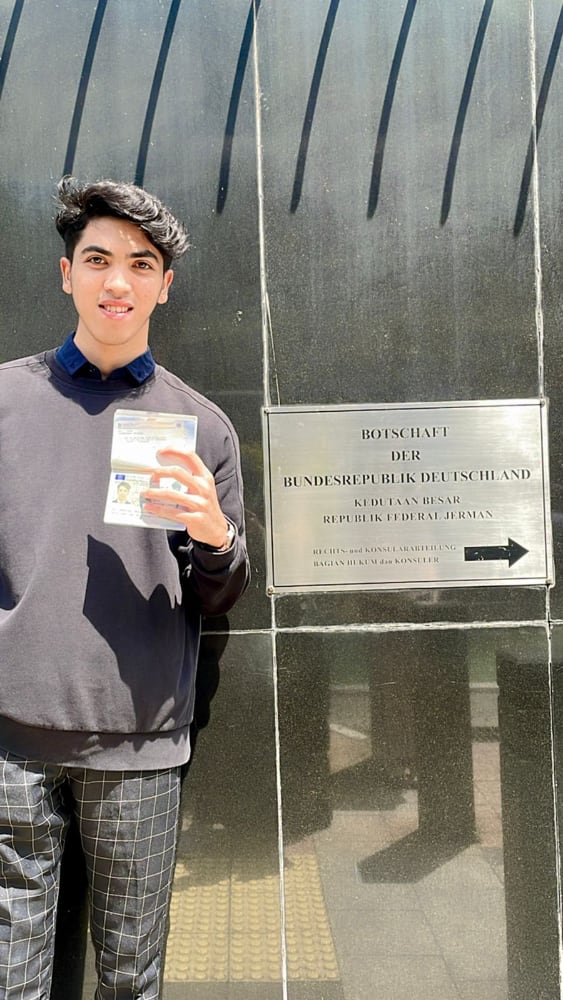 BOTSCHAFT
DER
BUNDESREPUBLIK DEUTSCHLAND
KEDUTAAN BESAR
REPUBLIK FEDERAL JERMAN
RECHTS- und KONSULARABTEILUNG
BAGIAN HUKUM dan KONSULER